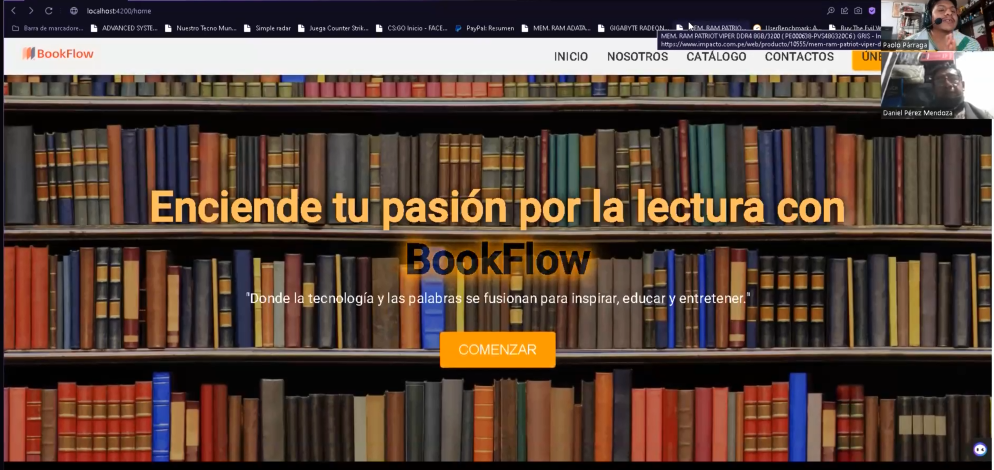 localhost:4200/home
Barra de marcadore... ADVANCED SYSTE... Nuestro Tecno Mun... Simple radar Juega Counter Strik... CS:GO Inicio - FACE... PayPal: Resumen MEM. RAM ADATA... GIGABYTE RADEON... MEM. RAM PATRIO... UserBenchmark: A... Buy The Evil W
MEM. RAM PATRIOT VIPER DDR4 8GB/3200 ( PE000638-PVS48G320C6 ) GRIS - In
https://www.impacto.com.pe/web/producto/10555/mem-ram-patriot-viper-d
Paolo Párraga
BookFlow
INICIO NOSOTROS CATÁLOGO CONTACTOS ÚNE
Daniel Pérez Mendoza
Enciende tu pasión por la lectura con
BookFlow
"Donde la tecnología y las palabras se fusionan para inspirar, educar y entretener."
COMENZAR